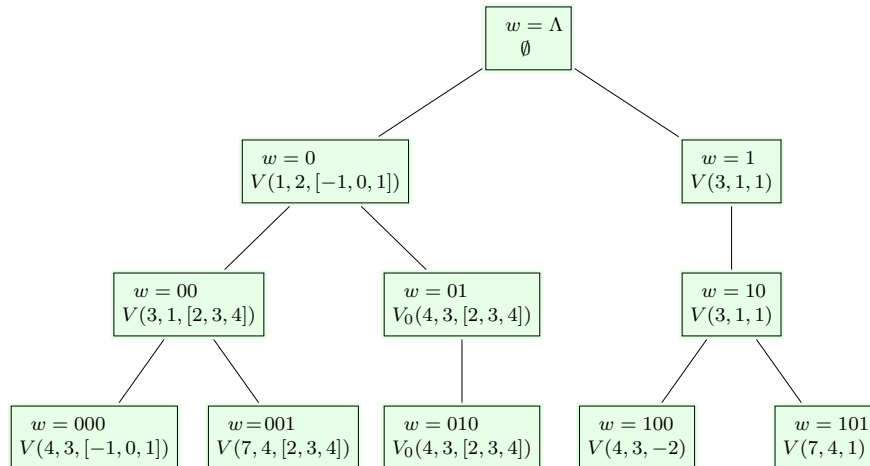 w = Λ
∅
w = 0
V(1, 2, [−1, 0, 1])
w = 1
V(3, 1, 1)
w = 00
V(3, 1, [2, 3, 4])
w = 01
V₀(4, 3, [2, 3, 4])
w = 10
V(3, 1, 1)
w = 000
V(4, 3, [−1, 0, 1])
w = 001
V(7, 4, [2, 3, 4])
w = 010
V₀(4, 3, [2, 3, 4])
w = 100
V(4, 3, −2)
w = 101
V(7, 4, 1)